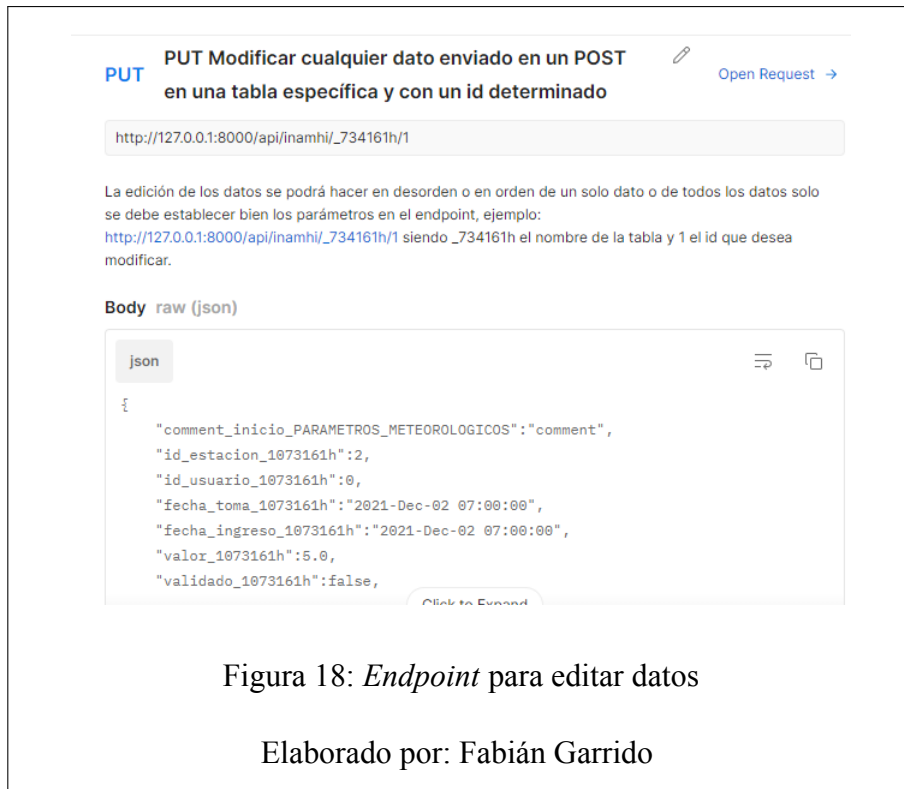 PUT PUT Modificar cualquier dato enviado en un POST
en una tabla específica y con un id determinado
Open Request →
http://127.0.0.1:8000/api/inamhi/_734161h/1
La edición de los datos se podrá hacer en desorden o en orden de un solo dato o de todos los datos solo
se debe establecer bien los parámetros en el endpoint, ejemplo:
http://127.0.0.1:8000/api/inamhi/_734161h/1 siendo _734161h el nombre de la tabla y 1 el id que desea
modificar.
Body raw (json)
json
{
"comment_inicio_PARAMETROS_METEOROLOGICOS":"comment",
"id_estacion_1073161h":2,
"id_usuario_1073161h":0,
"fecha_toma_1073161h":"2021-Dec-02 07:00:00",
"fecha_ingreso_1073161h":"2021-Dec-02 07:00:00",
"valor_1073161h":5.0,
"validado_1073161h":false,
Click to Expand
Figura 18: Endpoint para editar datos
Elaborado por: Fabián Garrido